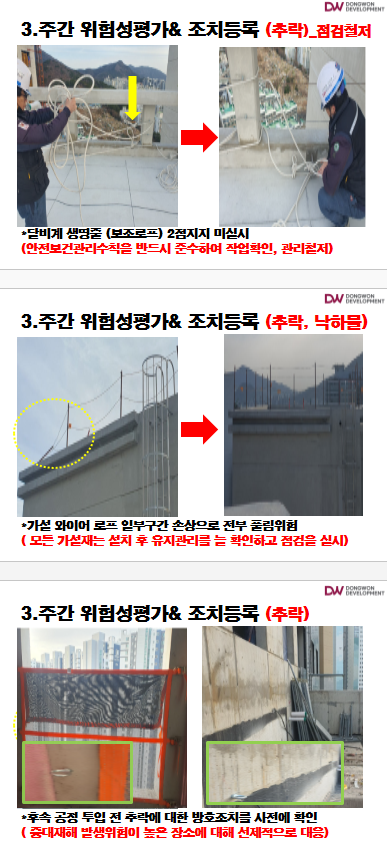 DW DONGWON DEVELOPMENT
3.주간 위험성평가& 조치등록 (추락)_점검철저
*달비계 생명줄 (보조로프) 2점지지 미실시
(안전보건관리수칙을 반드시 준수하여 작업확인, 관리철저)
DW DONGWON DEVELOPMENT
3.주간 위험성평가& 조치등록 (추락, 낙하물)
*가설 와이어 로프 일부구간 손상으로 전부 풀림위험
( 모든 가설재는 설치 후 유지관리를 늘 확인하고 점검을 실시)
DW DONGWON DEVELOPMENT
3.주간 위험성평가& 조치등록 (추락)
*후속 공정 투입 전 추락에 대한 방호조치를 사전에 확인
( 중대재해 발생위험이 높은 장소에 대해 선제적으로 대응)